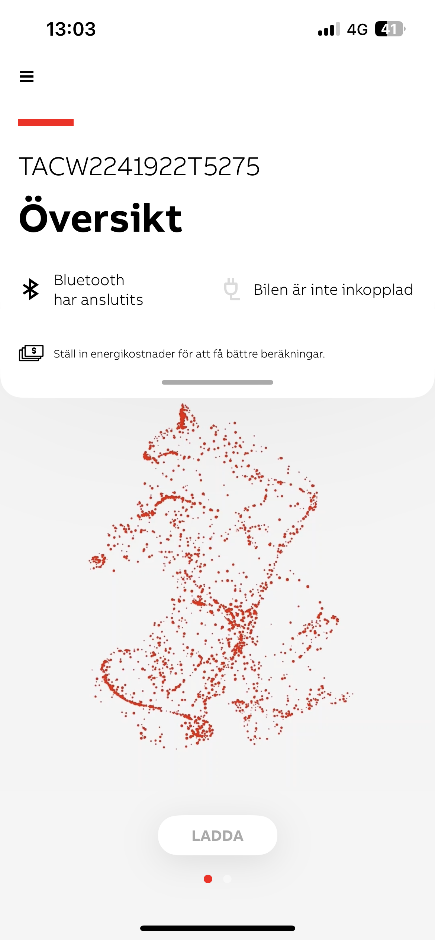 13:03
4G
41
TACW2241922T5275
Översikt
Bluetooth
har anslutits
Bilen är inte inkopplad
Ställ in energikostnader för att få bättre beräkningar.
LADDA